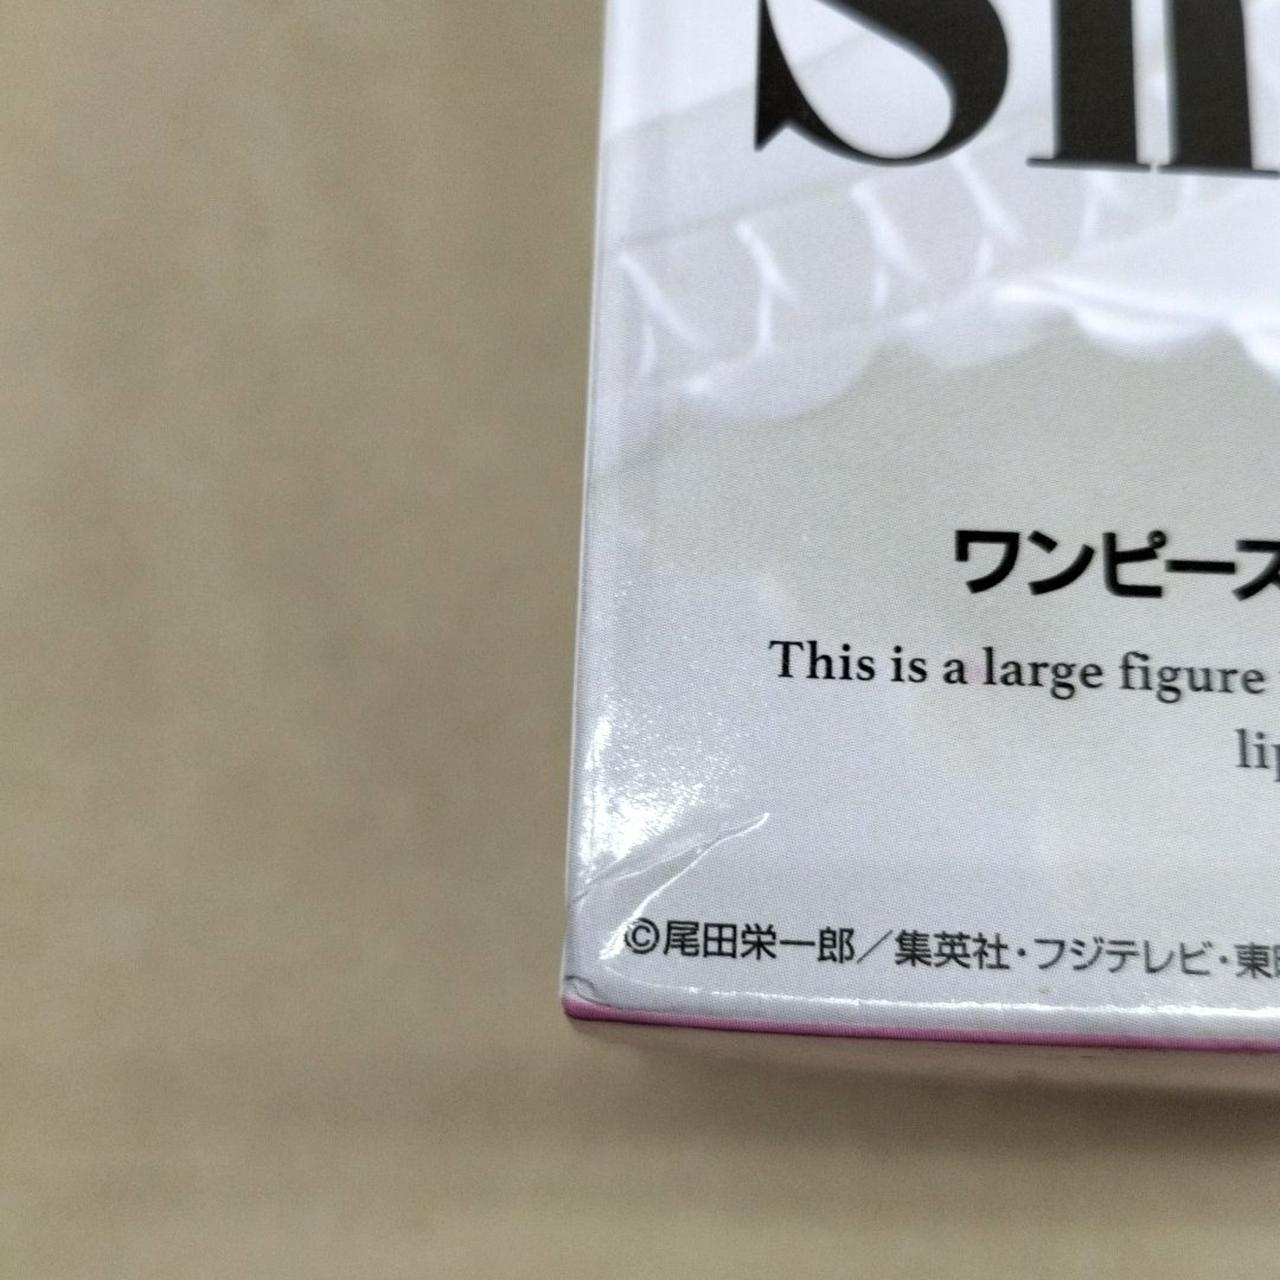 ワンピース
This is a large figure
©尾田栄一郎／集英社・フジテレビ・東